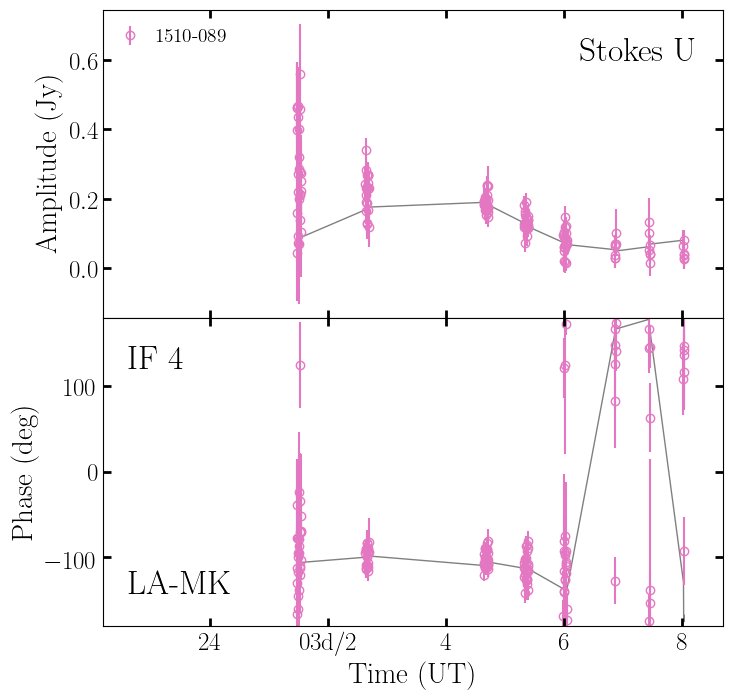 1510-089
Stokes U
Amplitude (Jy)
0.6
0.4
0.2
0.0
IF 4
LA-MK
Phase (deg)
100
0
−100
24
03d/2
4
6
8
Time (UT)